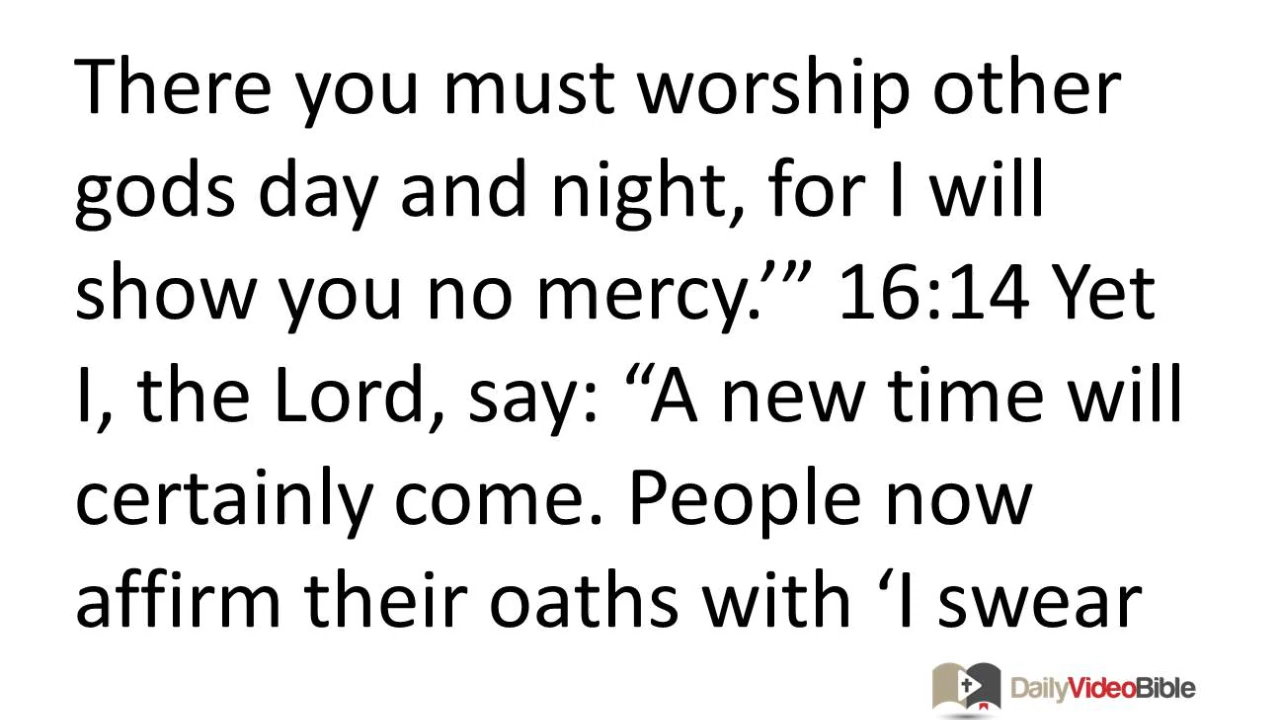 There you must worship other
gods day and night, for I will
show you no mercy.’” 16:14 Yet
I, the Lord, say: “A new time will
certainly come. People now
affirm their oaths with ‘I swear
DailyVideoBible